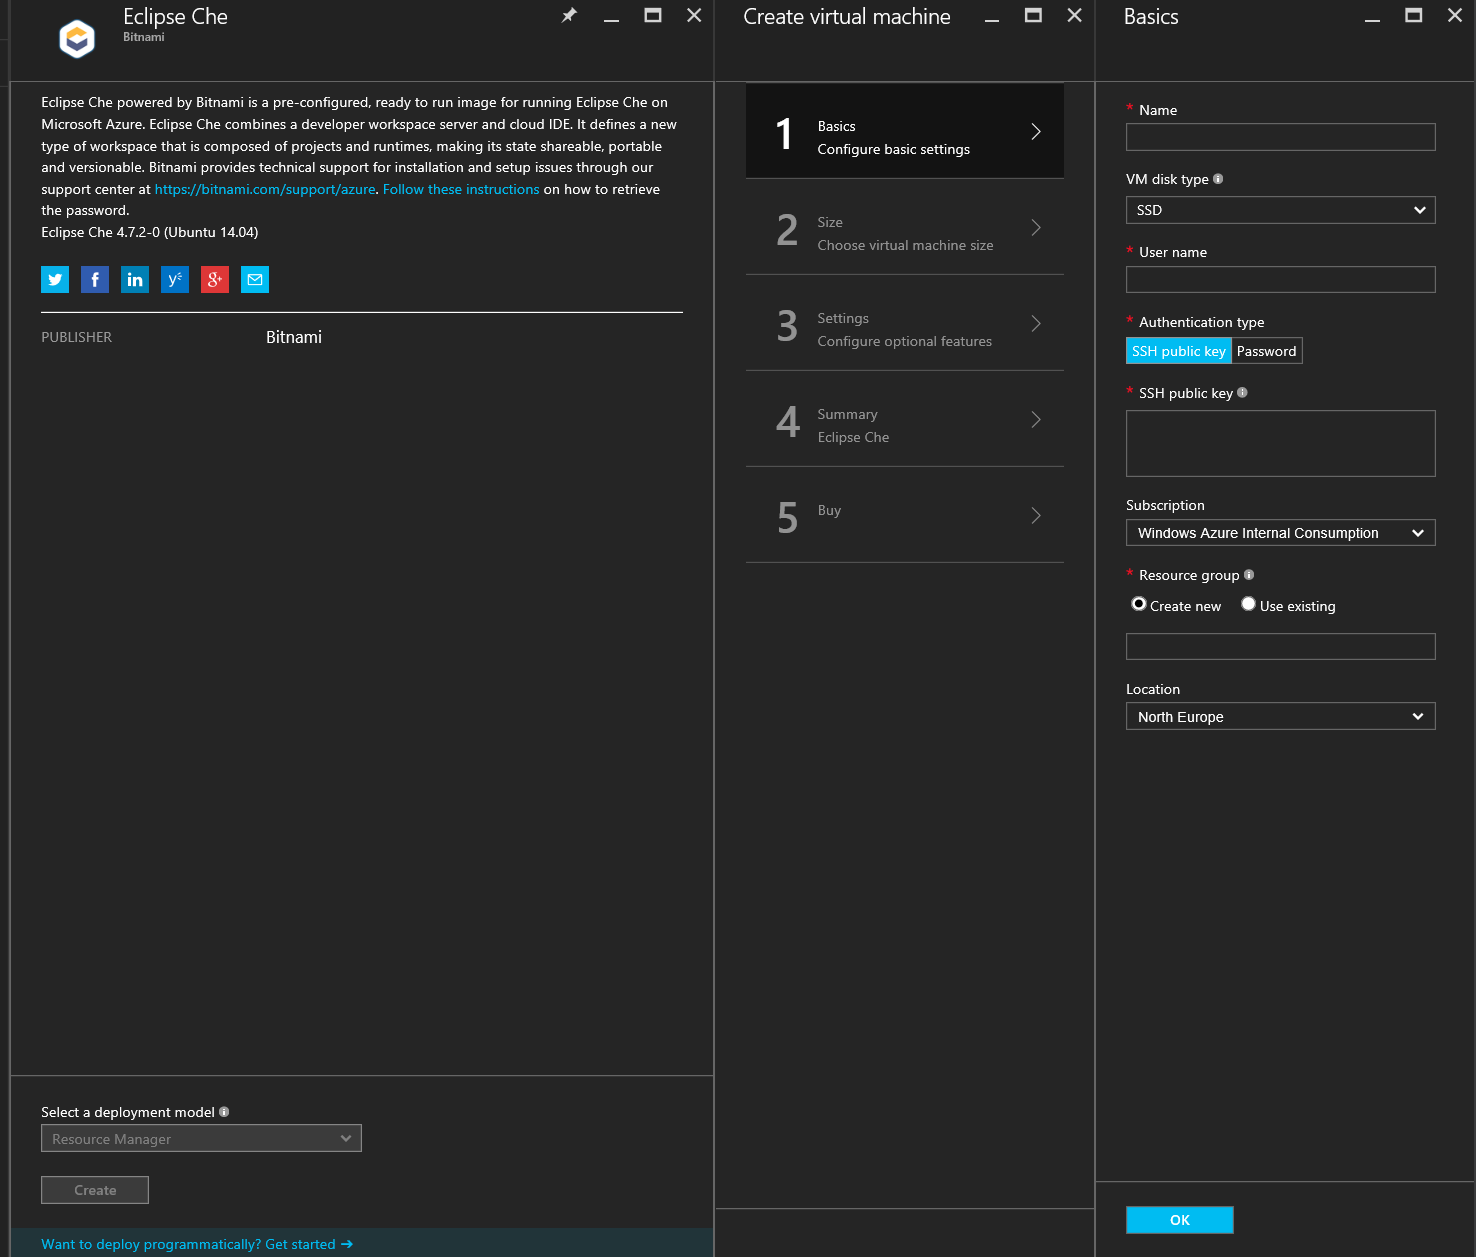 Eclipse Che
Bitnami
Eclipse Che powered by Bitnami is a pre-configured, ready to run image for running Eclipse Che on
Microsoft Azure. Eclipse Che combines a developer workspace server and cloud IDE. It defines a new
type of workspace that is composed of projects and runtimes, making its state shareable, portable
and versionable. Bitnami provides technical support for installation and setup issues through our
support center at https://bitnami.com/support/azure. Follow these instructions on how to retrieve
the password.
Eclipse Che 4.7.2-0 (Ubuntu 14.04)
f
in
y
g+
PUBLISHER
Bitnami
Select a deployment model
Resource Manager
Create
Want to deploy programmatically? Get started
Create virtual machine
1
Basics
Configure basic settings
2
Size
Choose virtual machine size
3
Settings
Configure optional features
4
Summary
Eclipse Che
5
Buy
Basics
* Name
VM disk type
SSD
* User name
* Authentication type
SSH public key Password
* SSH public key
Subscription
Windows Azure Internal Consumption
* Resource group
Create new Use existing
Location
North Europe
OK